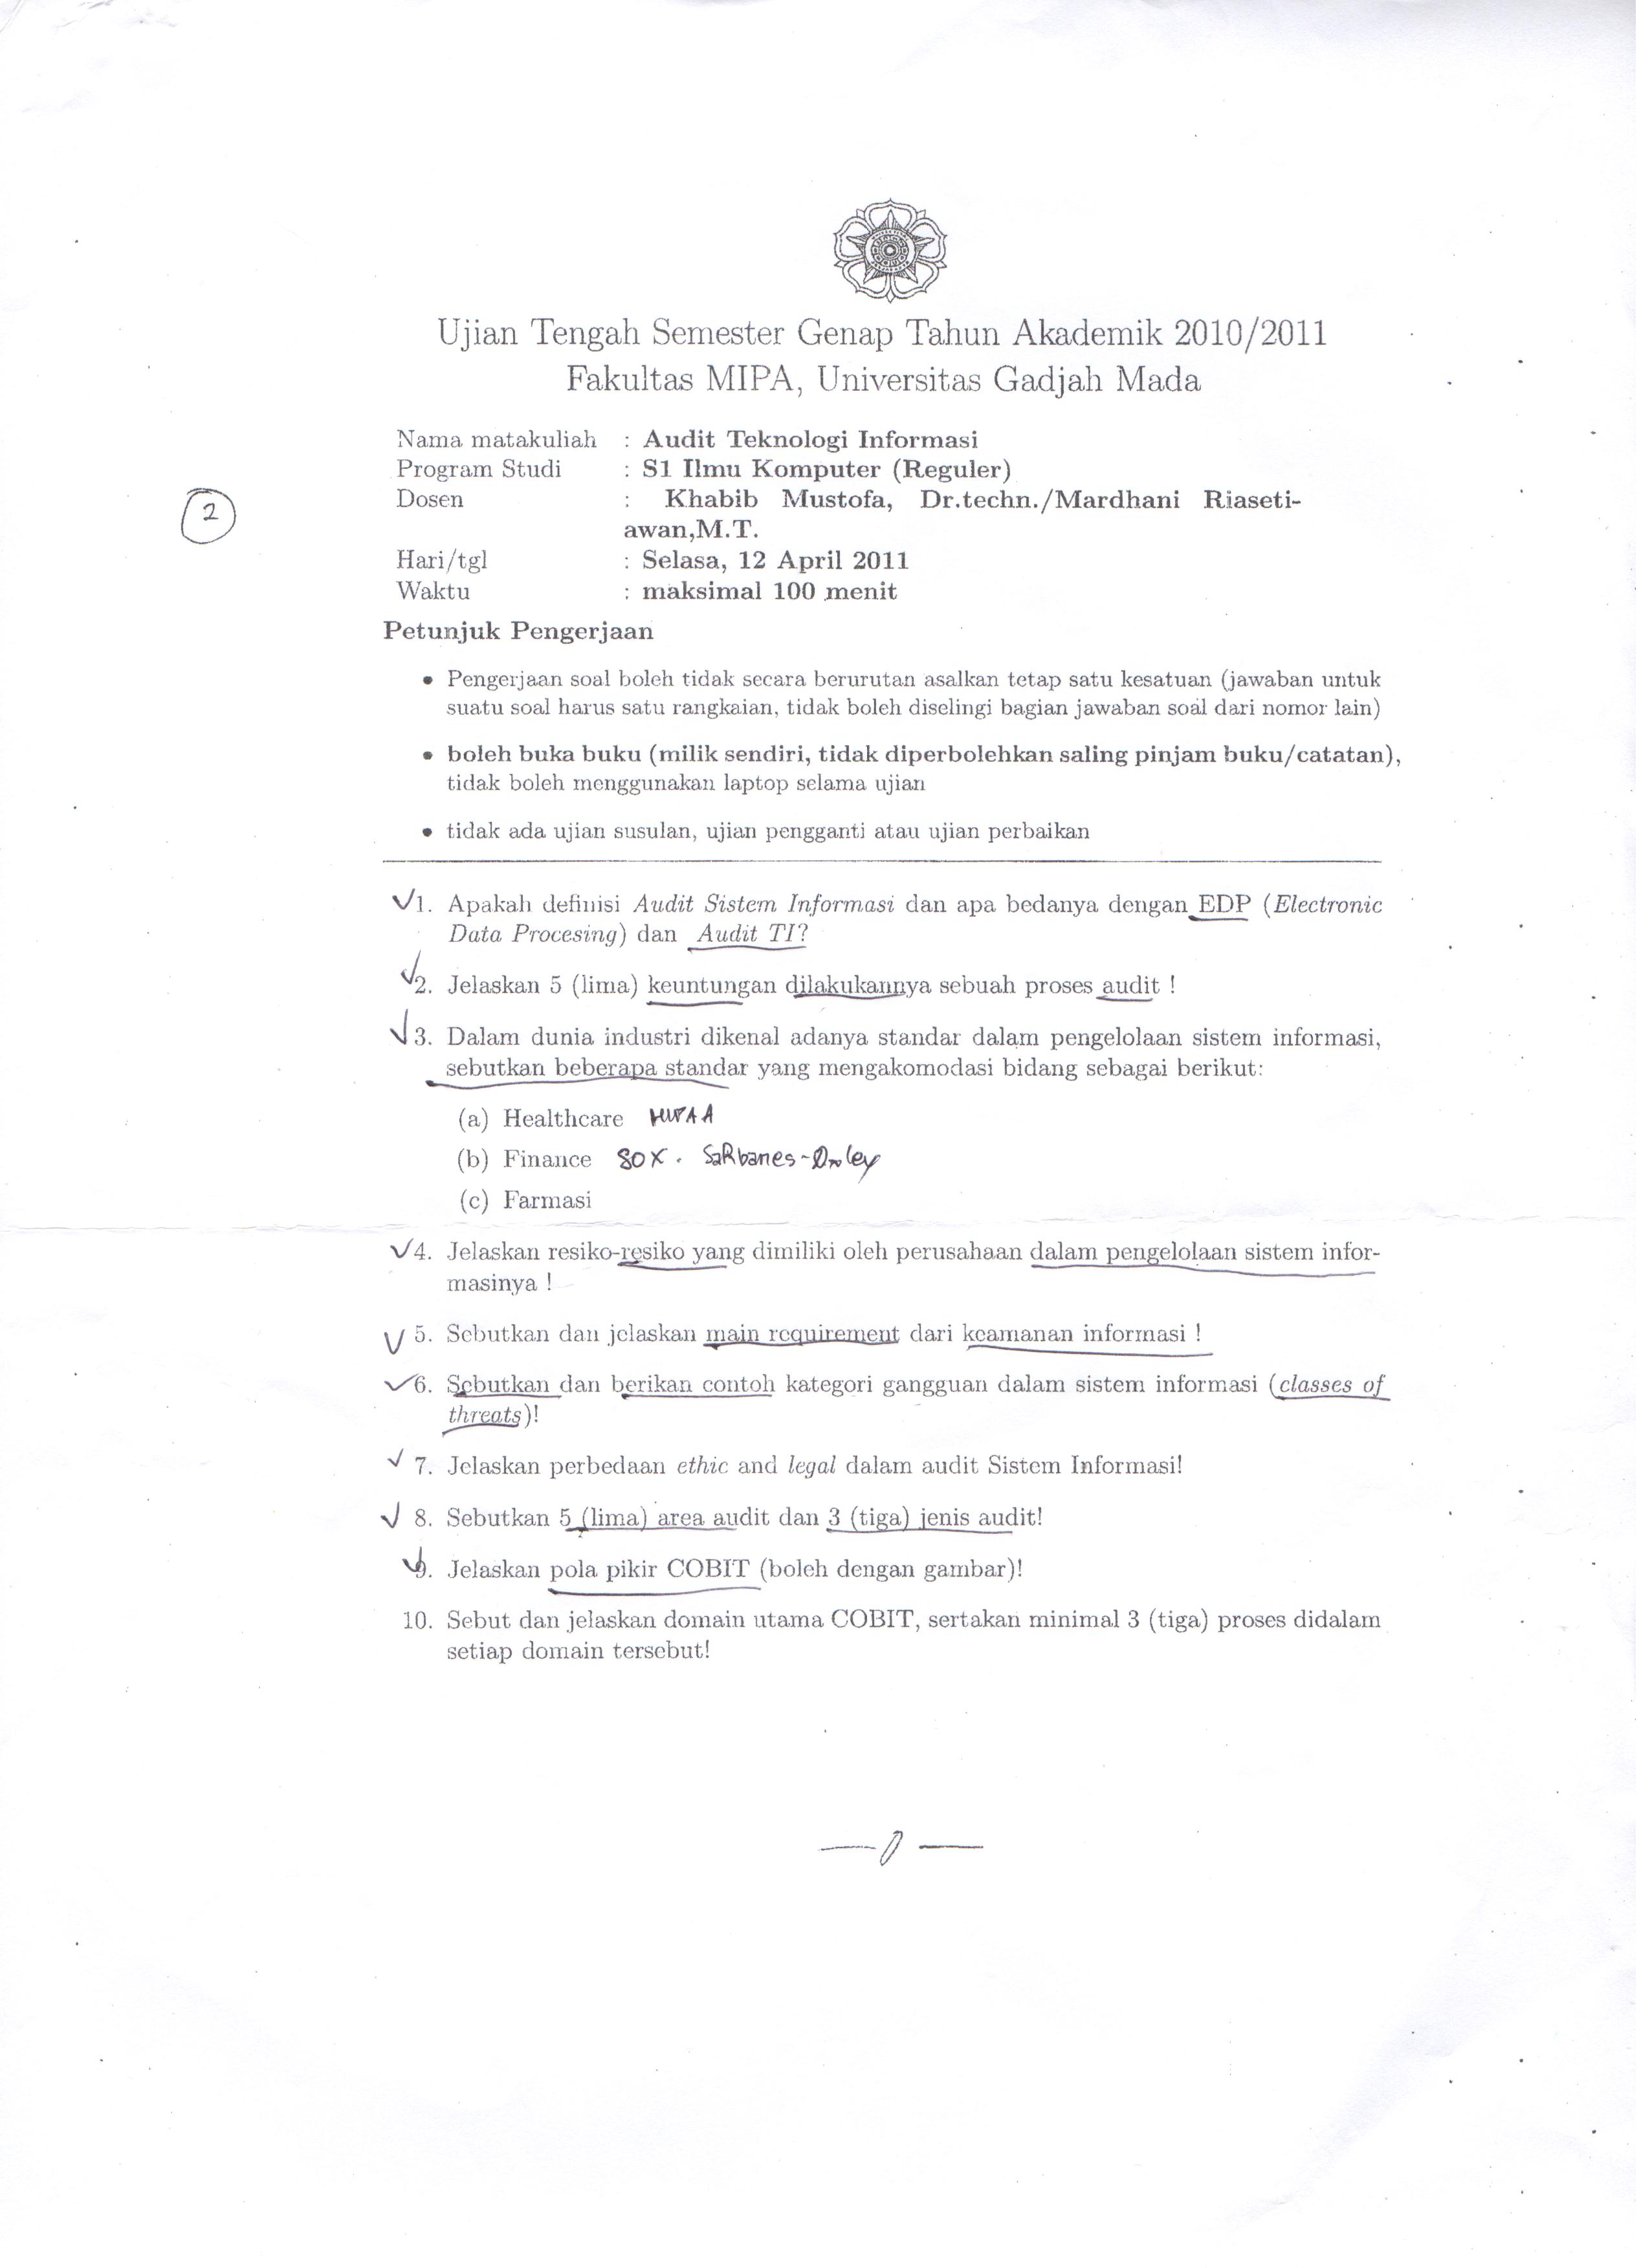 Ujian Tengah Semester Genap Tahun Akademik 2010/2011
Fakultas MIPA, Universitas Gadjah Mada
Nama matakuliah : Audit Teknologi Informasi
Program Studi : S1 Ilmu Komputer (Reguler)
Dosen : Khabib Mustofa, Dr.techn./Mardhani Riaseti-
awan,M.T.
2
Hari/tgl : Selasa, 12 April 2011
Waktu : maksimal 100 menit
Petunjuk Pengerjaan
• Pengerjaan soal boleh tidak secara berurutan asalkan tetap satu kesatuan (jawaban untuk
suatu soal harus satu rangkaian, tidak boleh diselingi bagian jawaban soal dari nomor lain)
• boleh buka buku (milik sendiri, tidak diperbolehkan saling pinjam buku/catatan),
tidak boleh menggunakan laptop selama ujian
• tidak ada ujian susulan, ujian pengganti atau ujian perbaikan
1. Apakah definisi Audit Sistem Informasi dan apa bedanya dengan EDP (Electronic
Data Procesing) dan Audit TI?
2. Jelaskan 5 (lima) keuntungan dilakukannya sebuah proses audit !
3. Dalam dunia industri dikenal adanya standar dalam pengelolaan sistem informasi,
sebutkan beberapa standar yang mengakomodasi bidang sebagai berikut:
(a) Healthcare HIPAA
(b) Finance SOX. SaRbanes-Oxley
(c) Farmasi
4. Jelaskan resiko-resiko yang dimiliki oleh perusahaan dalam pengelolaan sistem infor-
masinya !
5. Sebutkan dan jelaskan main requirement dari keamanan informasi !
6. Sebutkan dan berikan contoh kategori gangguan dalam sistem informasi (classes of
threats)!
7. Jelaskan perbedaan ethic and legal dalam audit Sistem Informasi!
8. Sebutkan 5 (lima) area audit dan 3 (tiga) jenis audit!
9. Jelaskan pola pikir COBIT (boleh dengan gambar)!
10. Sebut dan jelaskan domain utama COBIT, sertakan minimal 3 (tiga) proses didalam
setiap domain tersebut!
— 0 —